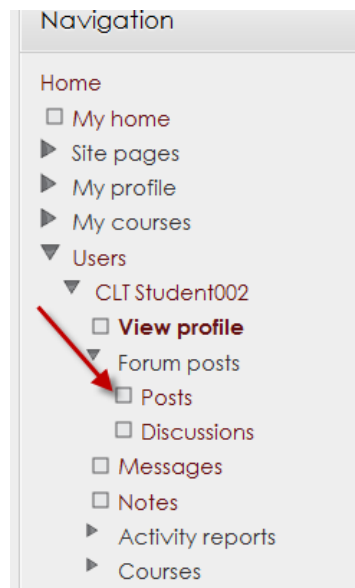 Navigation
Home
My home
Site pages
My profile
My courses
Users
CLT Student002
View profile
Forum posts
Posts
Discussions
Messages
Notes
Activity reports
Courses